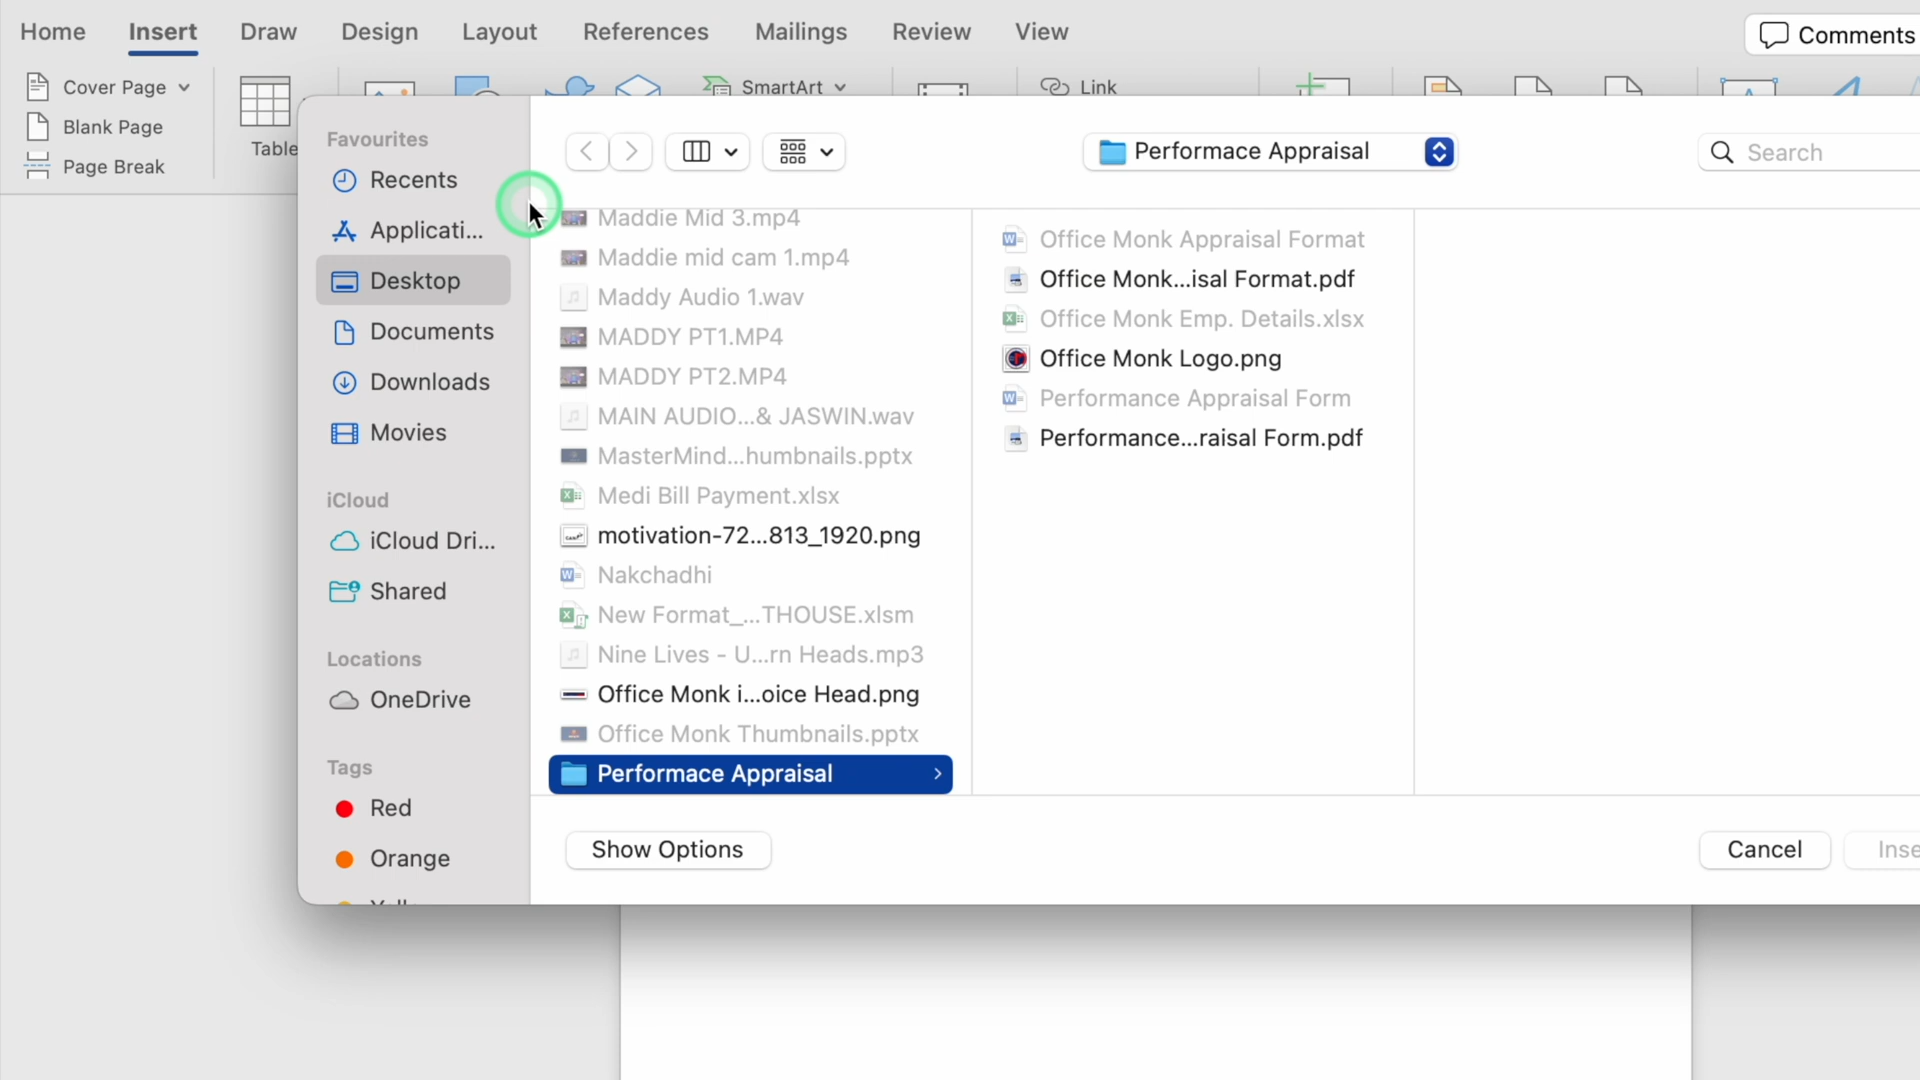 Home Insert Draw Design Layout References Mailings Review View
Comments
Cover Page
Blank Page
Page Break
Table
SmartArt
Link
Favourites
Recents
Applicati...
Desktop
Documents
Downloads
Movies
iCloud
iCloud Dri...
Shared
Locations
OneDrive
Tags
Red
Orange
Performace Appraisal
Search
Maddie Mid 3.mp4
Maddie mid cam 1.mp4
Maddy Audio 1.wav
MADDY PT1.MP4
MADDY PT2.MP4
MAIN AUDIO...& JASWIN.wav
MasterMind...humbnails.pptx
Medi Bill Payment.xlsx
motivation-72...813_1920.png
Nakchadhi
New Format_...THOUSE.xlsm
Nine Lives - U...rn Heads.mp3
Office Monk i...oice Head.png
Office Monk Thumbnails.pptx
Performace Appraisal
Office Monk Appraisal Format
Office Monk...isal Format.pdf
Office Monk Emp. Details.xlsx
Office Monk Logo.png
Performance Appraisal Form
Performance...raisal Form.pdf
Show Options
Cancel